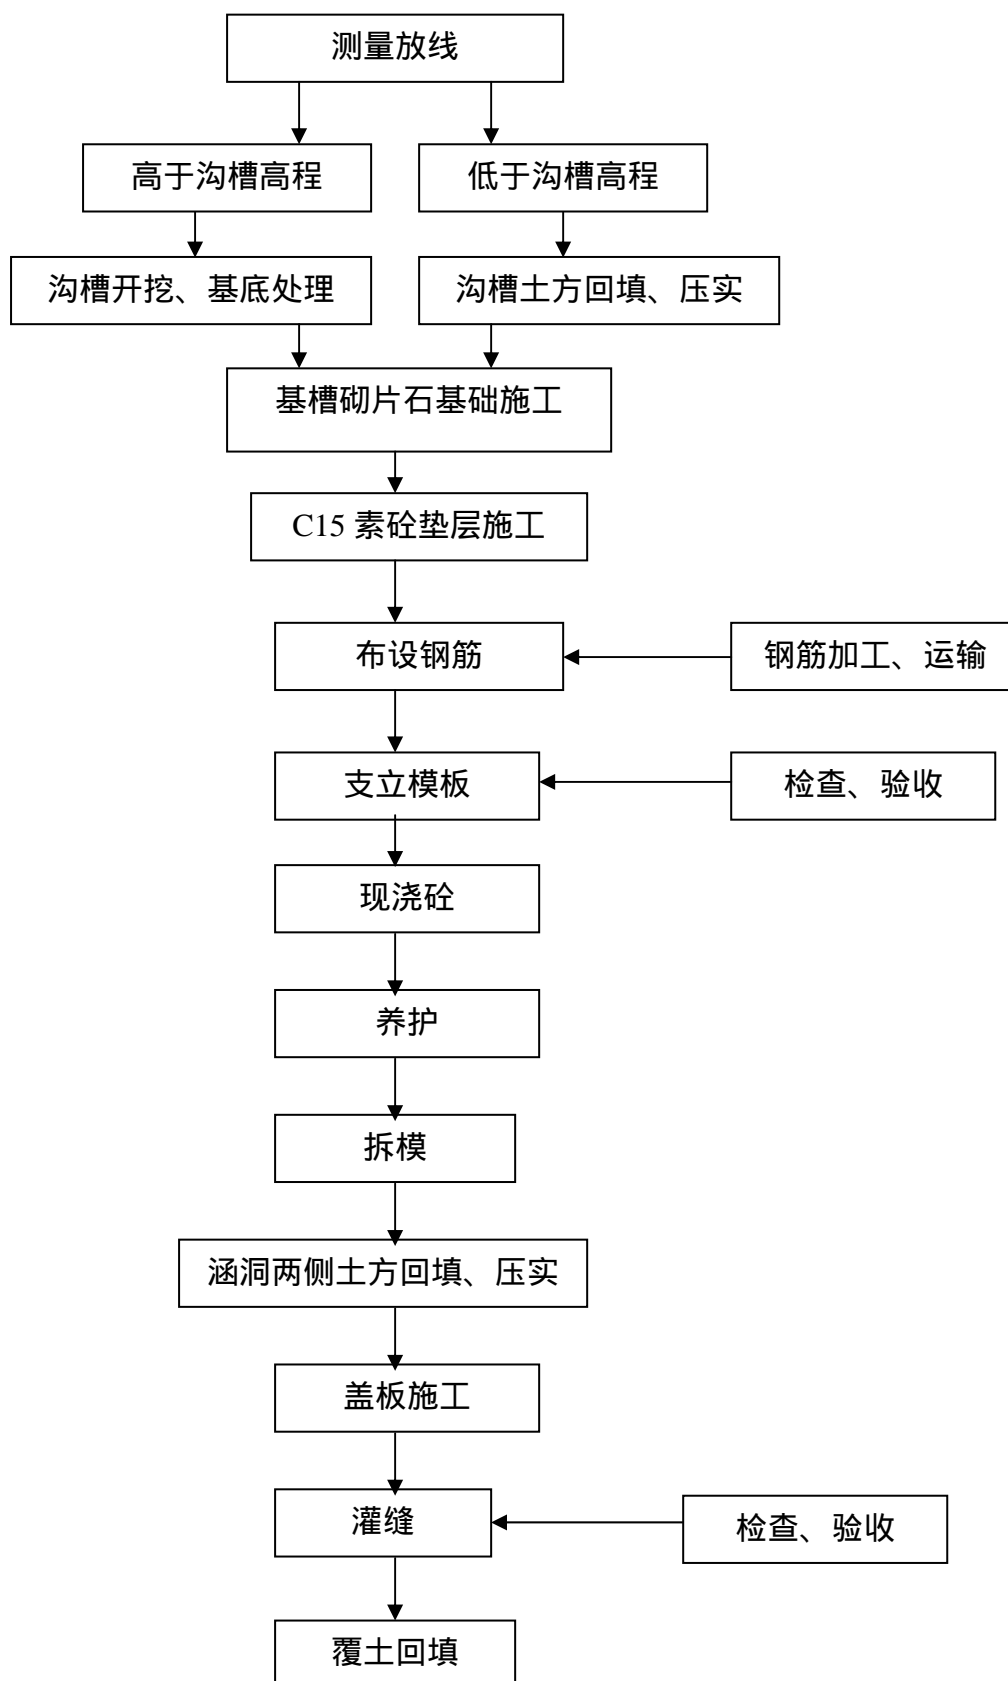 测量放线
高于沟槽高程
低于沟槽高程
沟槽开挖、基底处理
沟槽土方回填、压实
基槽砌片石基础施工
C15 素砼垫层施工
布设钢筋
钢筋加工、运输
支立模板
检查、验收
现浇砼
养护
拆模
涵洞两侧土方回填、压实
盖板施工
灌缝
检查、验收
覆土回填